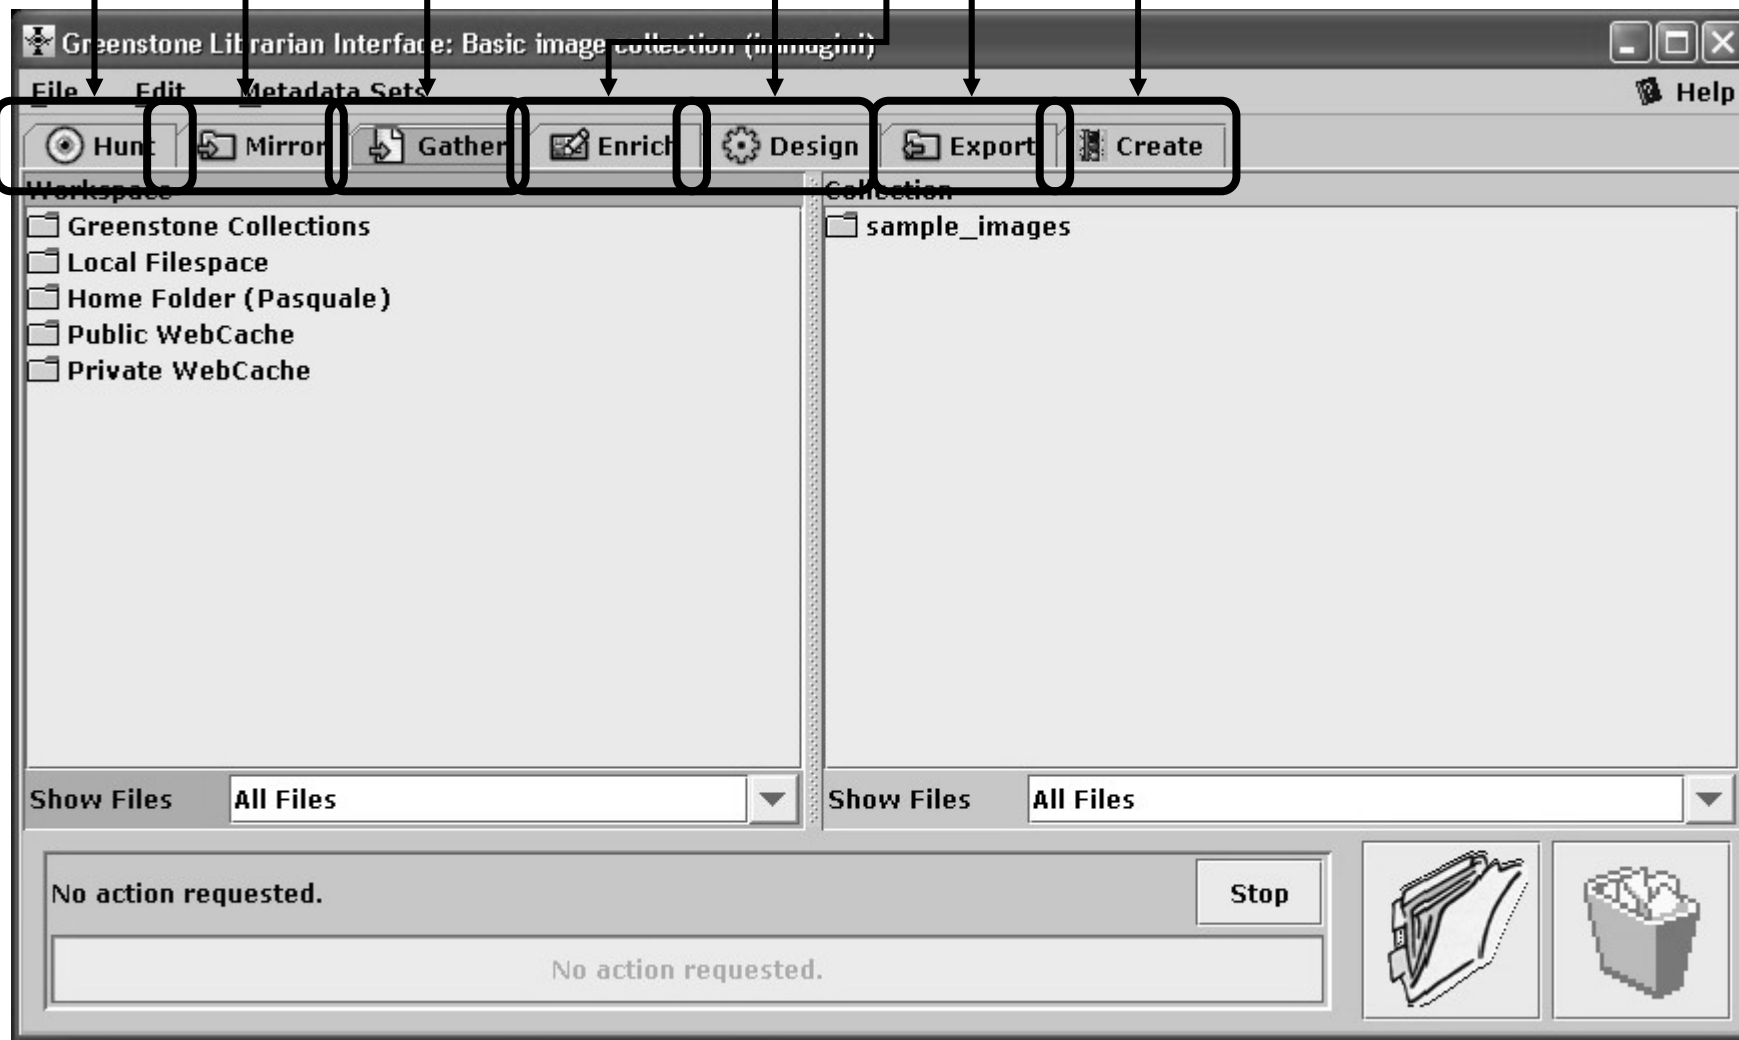 Greenstone Librarian Interface: Basic image collection (immagini)
File Edit Metadata Sets Help
Hunt Mirror Gather Enrich Design Export Create
Workspace Collection
Greenstone Collections sample_images
Local Filespace
Home Folder (Pasquale)
Public WebCache
Private WebCache
Show Files All Files Show Files All Files
No action requested. Stop
No action requested.